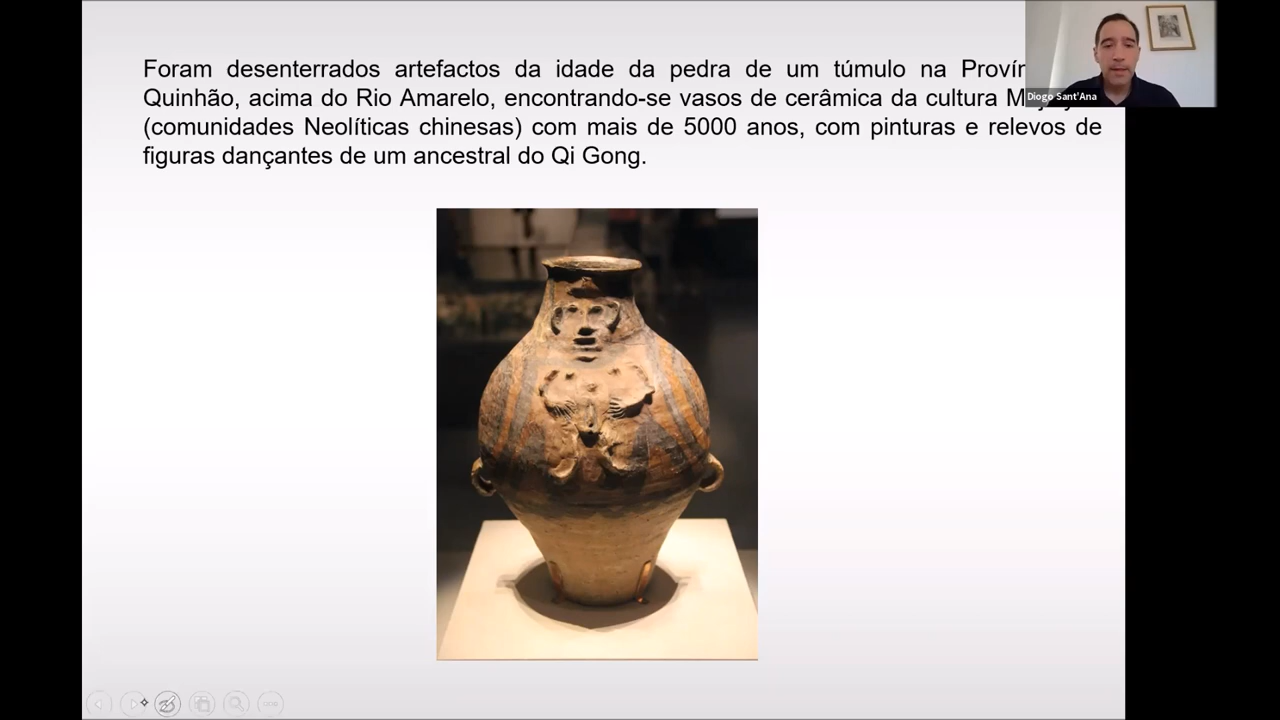 Foram desenterrados artefactos da idade da pedra de um túmulo na
Quinhão, acima do Rio Amarelo, encontrando-se vasos de cerâmica da cultura
(comunidades Neolíticas chinesas) com mais de 5000 anos, com pinturas e relevos de
figuras dançantes de um ancestral do Qi Gong.
Diogo Sant'Ana